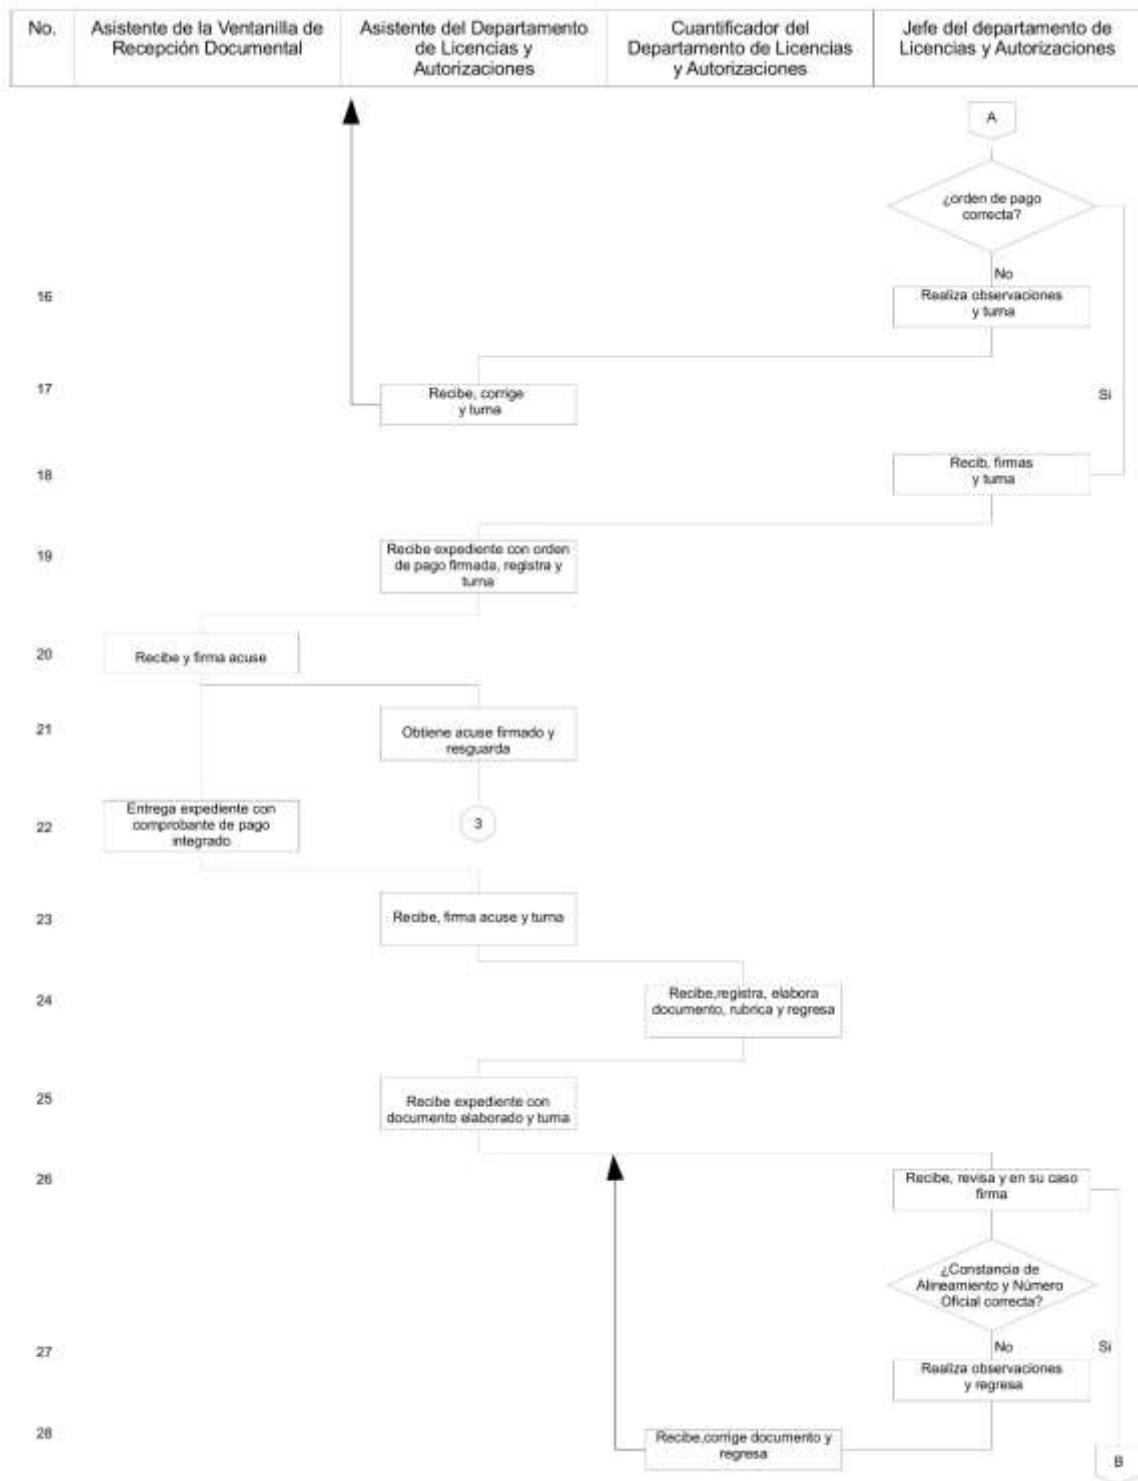 No.
Asistente de la Ventanilla de
Recepción Documental
Asistente del Departamento
de Licencias y
Autorizaciones
Cuantificador del
Departamento de Licencias
y Autorizaciones
Jefe del departamento de
Licencias y Autorizaciones
A
¿orden de pago
correcta?
No
16
Realiza observaciones
y turna
17
Recibe, corrige
y turna
Si
18
Recib, firmas
y turna
19
Recibe expediente con orden
de pago firmada, registra y
turna
20
Recibe y firma acuse
21
Obtiene acuse firmado y
resguarda
22
Entrega expediente con
comprobante de pago
integrado
3
23
Recibe, firma acuse y turna
24
Recibe,registra, elabora
documento, rubrica y regresa
25
Recibe expediente con
documento elaborado y turna
26
Recibe, revisa y en su caso
firma
¿Constancia de
Alineamiento y Número
Oficial correcta?
No
Si
27
Realiza observaciones
y regresa
28
Recibe,corrige documento y
regresa
B